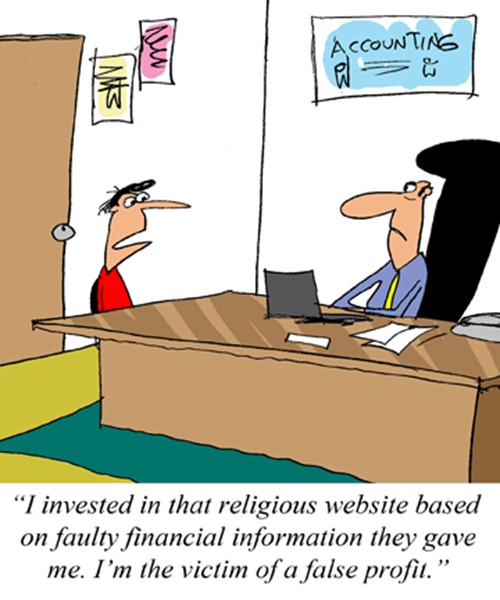 ACCOUNTING
“I invested in that religious website based
on faulty financial information they gave
me. I’m the victim of a false profit.”